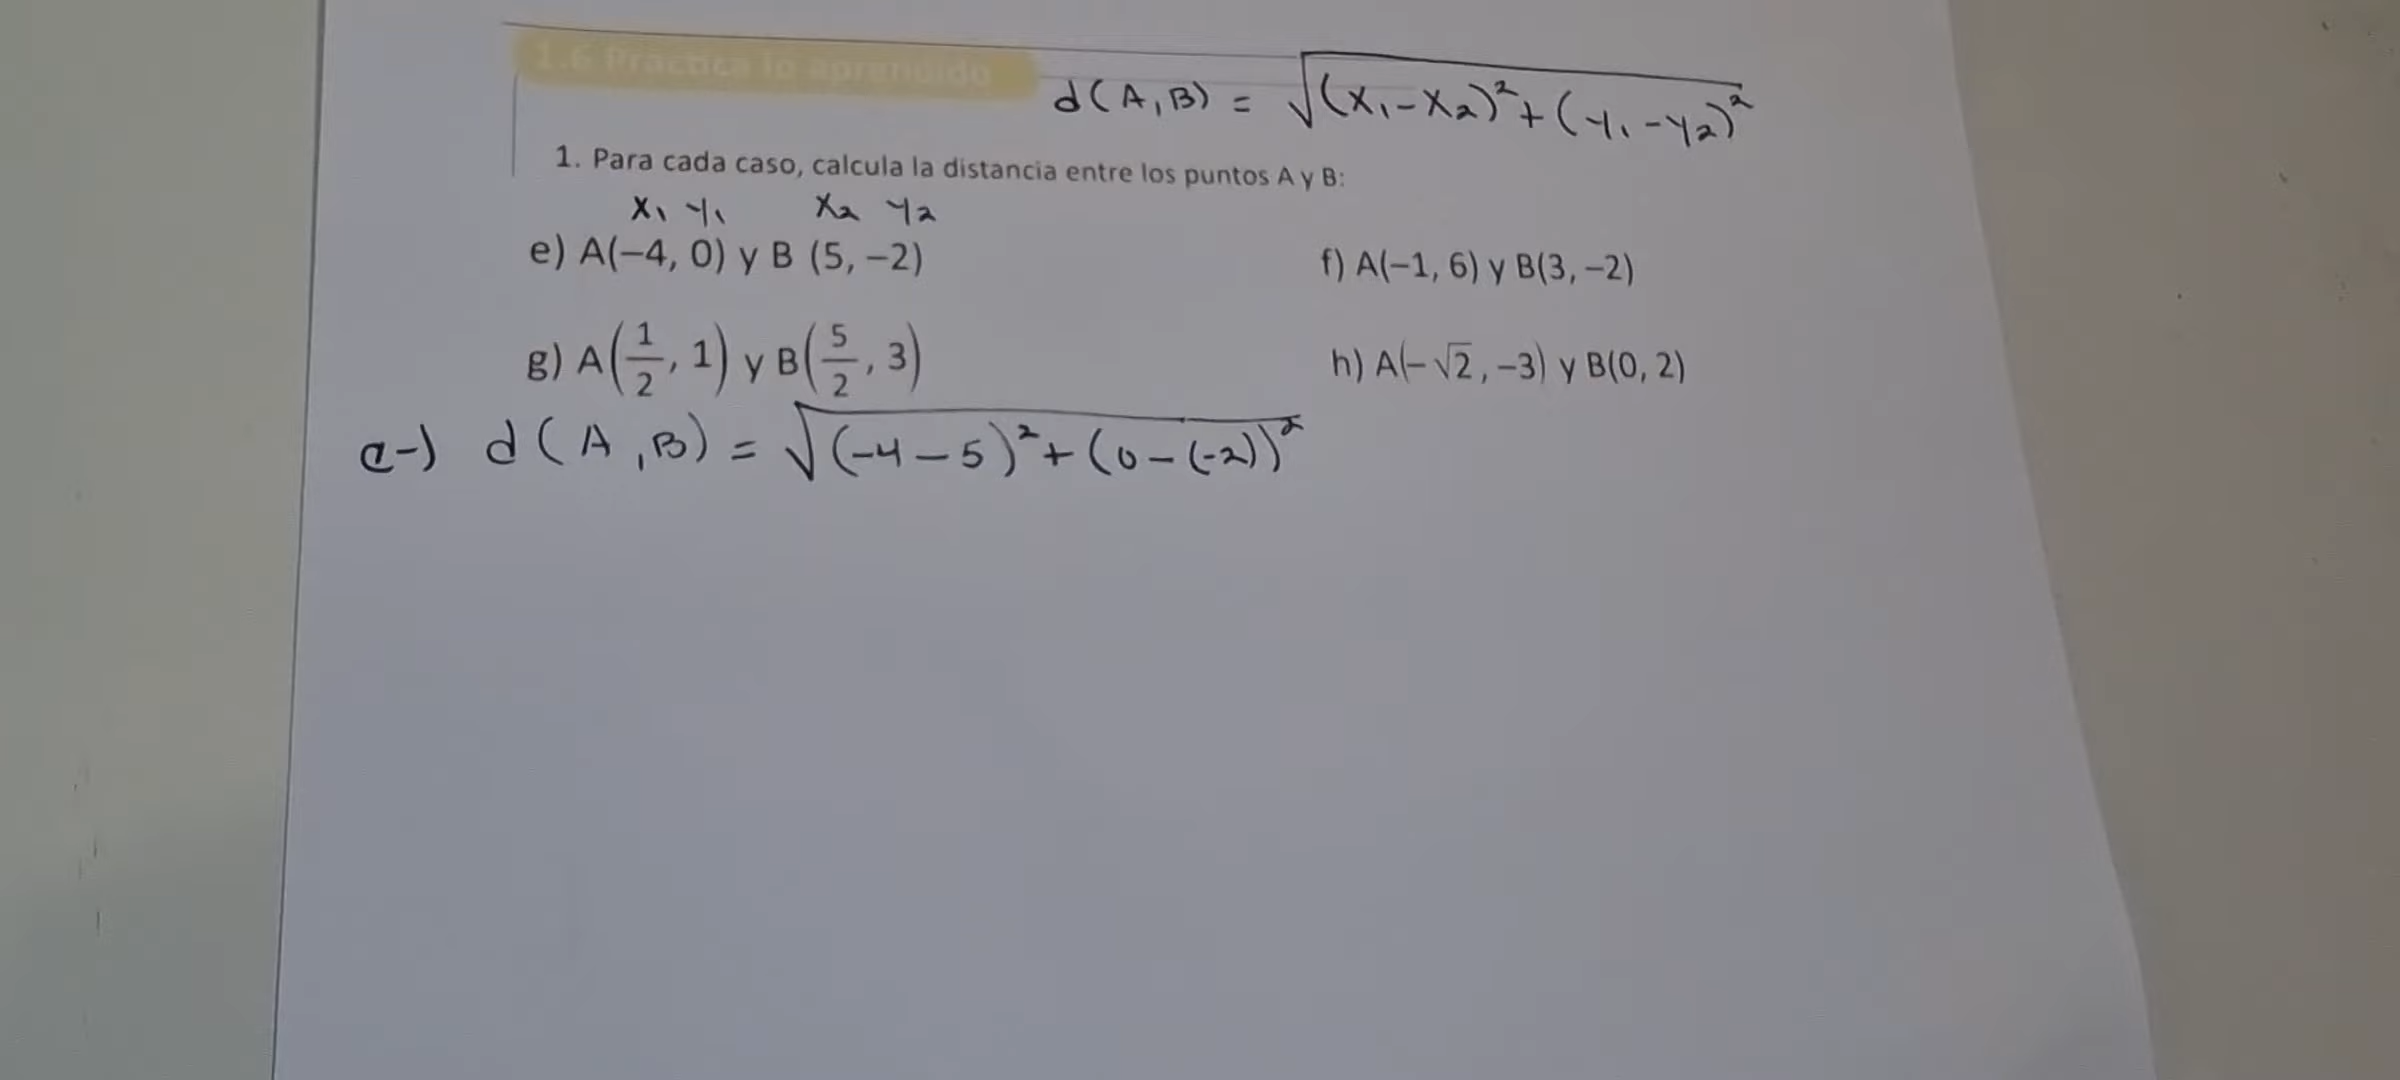 1.6 Practica lo aprendido
d(A,B) = √(x₁-x₂)²+(y₁-y₂)²
1. Para cada caso, calcula la distancia entre los puntos A y B:
x₁ y₁ x₂ y₂
e) A(−4, 0) y B (5, −2) f) A(−1, 6) y B(3, −2)
g) A(1/2, 1) y B(5/2, 3) h) A(−√2, −3) y B(0, 2)
e-) d(A,B) = √(-4-5)²+(0-(-2))²